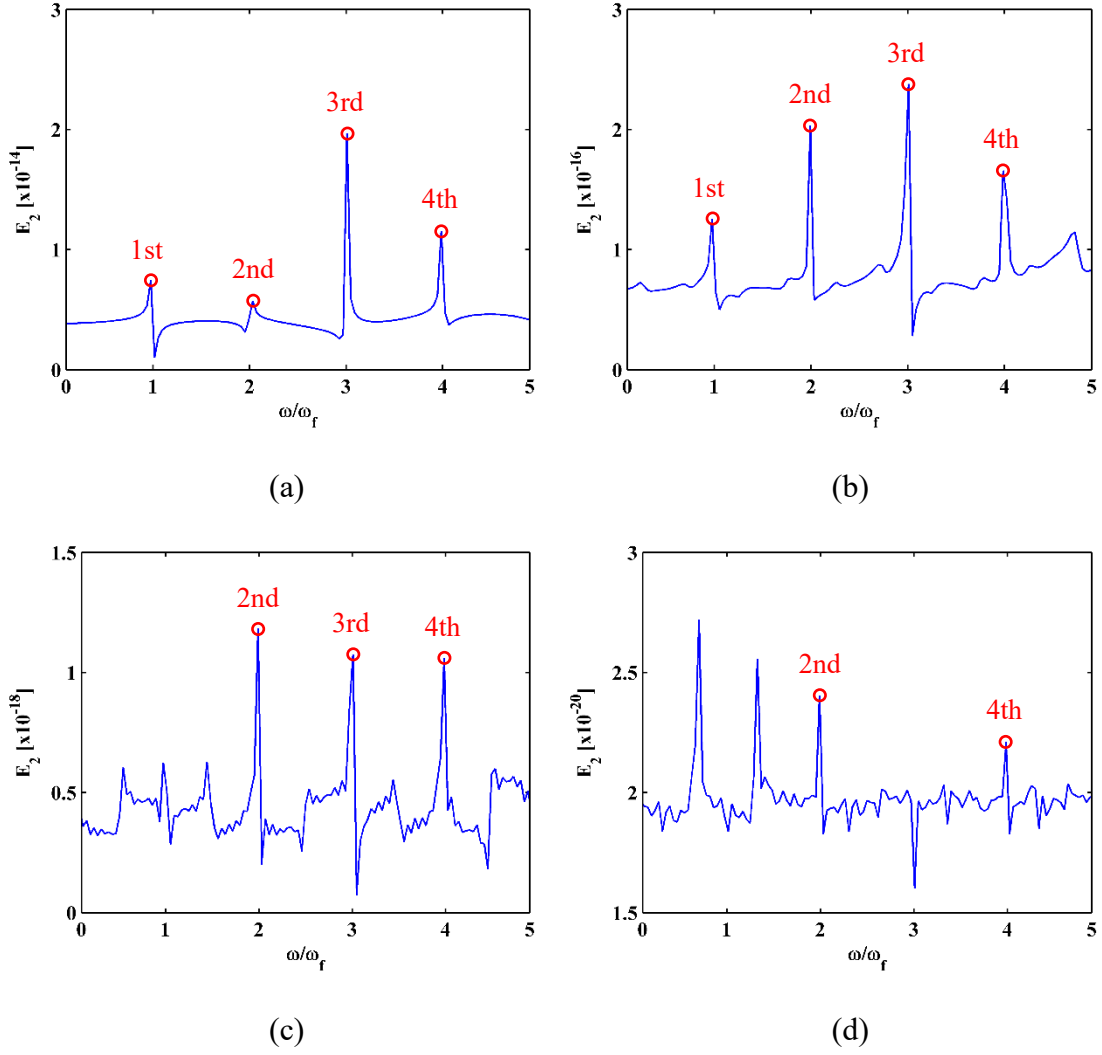 3
2
1
0
E2 [x10-14]
1st
2nd
3rd
4th
0 1 2 3 4 5
ω/ωf
(a)
3
2
1
0
E2 [x10-16]
1st
2nd
3rd
4th
0 1 2 3 4 5
ω/ωf
(b)
1.5
1
0.5
0
E2 [x10-18]
2nd
3rd
4th
0 1 2 3 4 5
ω/ωf
(c)
3
2.5
2
1.5
E2 [x10-20]
2nd
4th
0 1 2 3 4 5
ω/ωf
(d)